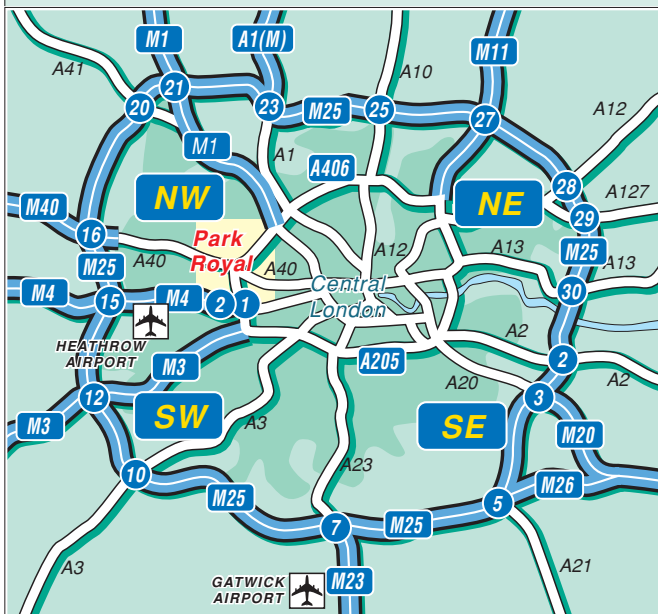 M1
A1(M)
M11
A41
A10
21
20
23
M25
25
27
A12
M1
A1
A406
28
A127
NW
NE
29
M40
16
Park
Royal
A12
A13
M25
A13
M25
A40
A40
Central
London
30
M4
15
M4
2
1
HEATHROW
AIRPORT
A2
2
M3
A205
A20
A2
12
3
SW
A3
SE
M3
M20
A23
10
M25
M26
5
7
M25
A3
A21
GATWICK
AIRPORT
M23